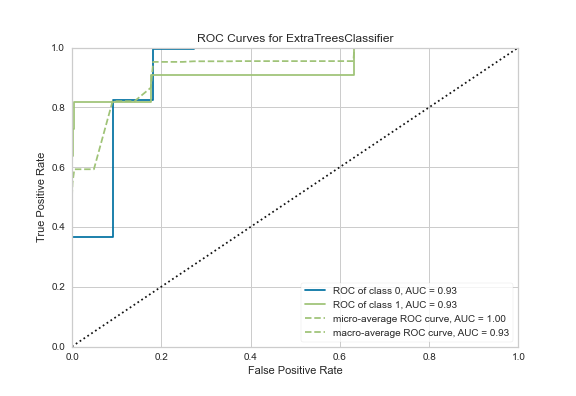 ROC Curves for ExtraTreesClassifier
1.0
0.8
0.6
0.4
0.2
0.0
True Positive Rate
ROC of class 0, AUC = 0.93
ROC of class 1, AUC = 0.93
micro-average ROC curve, AUC = 1.00
macro-average ROC curve, AUC = 0.93
0.0 0.2 0.4 0.6 0.8 1.0
False Positive Rate